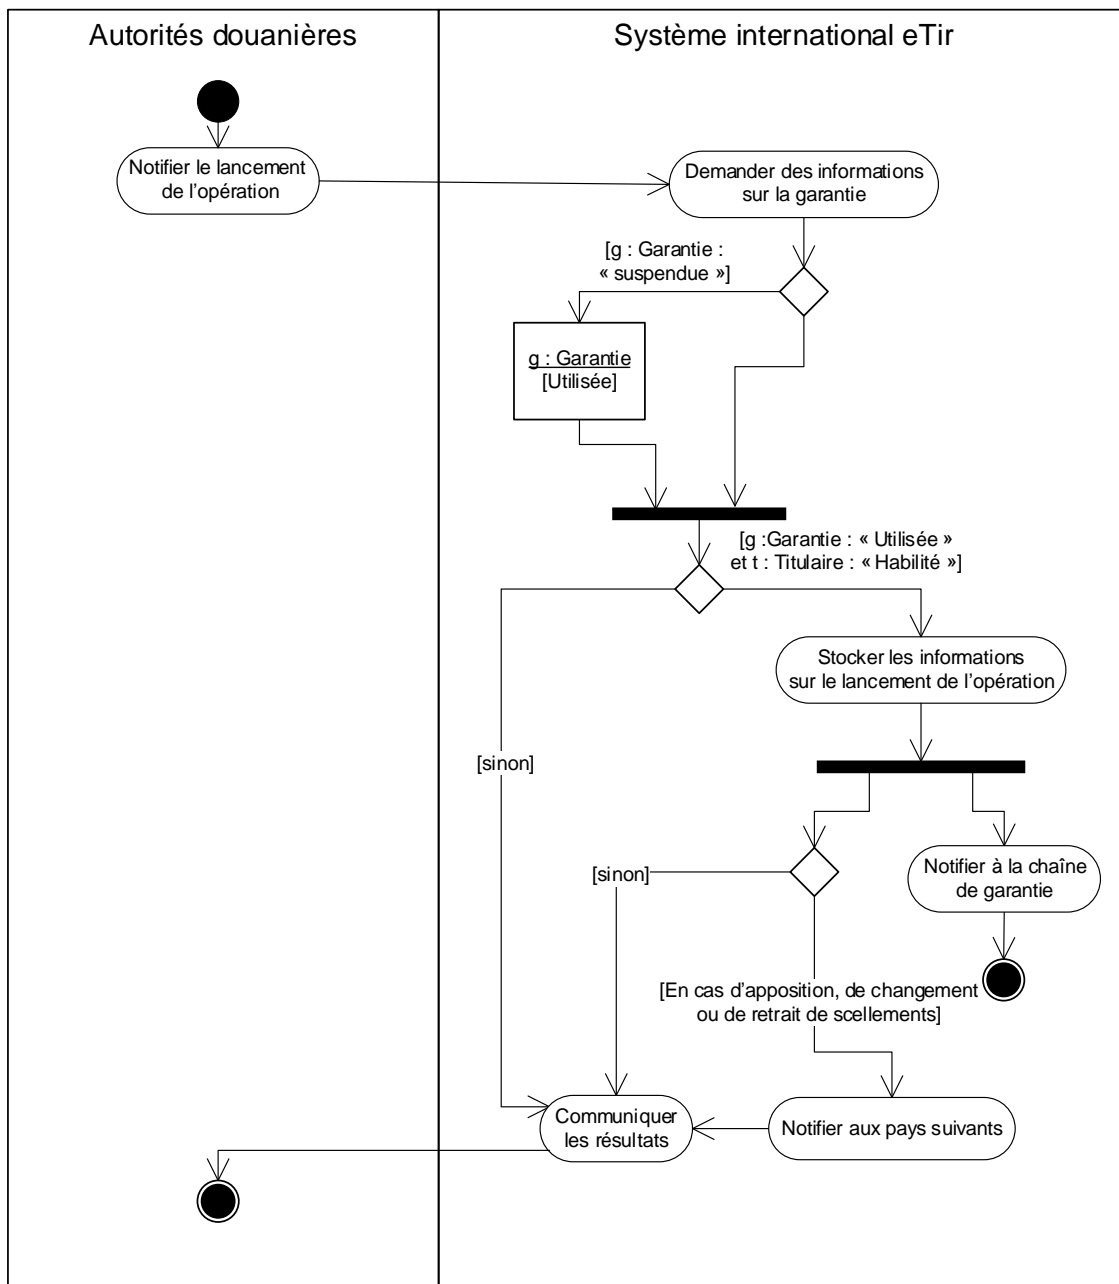 Autorités douanières
Système international eTir
Notifier le lancement
de l’opération
Demander des informations
sur la garantie
[g : Garantie :
« suspendue »]
g : Garantie
[Utilisée]
[g :Garantie : « Utilisée »
et t : Titulaire : « Habilité »]
Stocker les informations
sur le lancement de l’opération
[sinon]
[sinon]
Notifier à la chaîne
de garantie
[En cas d’apposition, de changement
ou de retrait de scellements]
Communiquer
les résultats
Notifier aux pays suivants